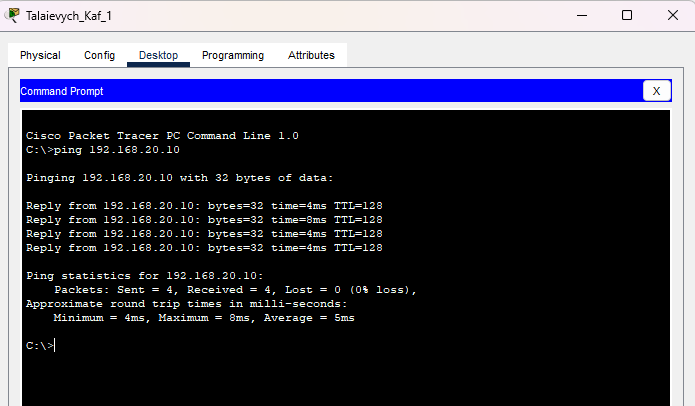 Talaievych_Kaf_1
Physical Config Desktop Programming Attributes
Command Prompt X
Cisco Packet Tracer PC Command Line 1.0
C:\>ping 192.168.20.10
Pinging 192.168.20.10 with 32 bytes of data:
Reply from 192.168.20.10: bytes=32 time=4ms TTL=128
Reply from 192.168.20.10: bytes=32 time=8ms TTL=128
Reply from 192.168.20.10: bytes=32 time=4ms TTL=128
Reply from 192.168.20.10: bytes=32 time=4ms TTL=128
Ping statistics for 192.168.20.10:
Packets: Sent = 4, Received = 4, Lost = 0 (0% loss),
Approximate round trip times in milli-seconds:
Minimum = 4ms, Maximum = 8ms, Average = 5ms
C:\>